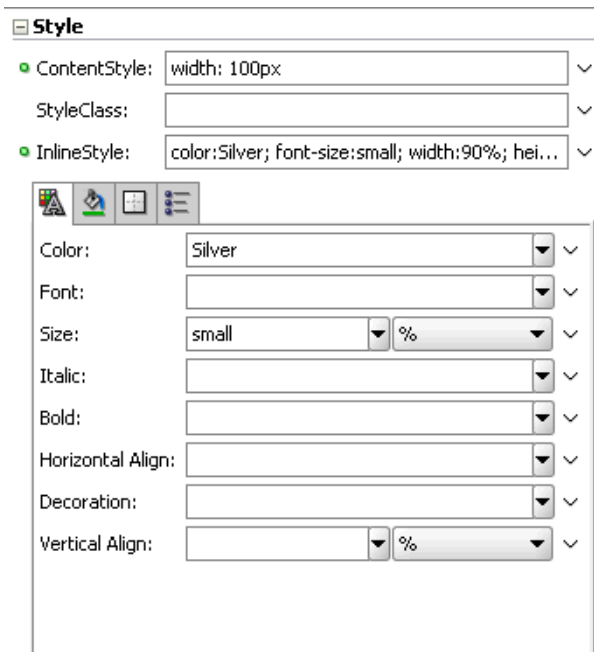 Style
ContentStyle: width: 100px
StyleClass:
InlineStyle: color:Silver; font-size:small; width:90%; hei...
Color: Silver
Font:
Size: small %
Italic:
Bold:
Horizontal Align:
Decoration:
Vertical Align: %